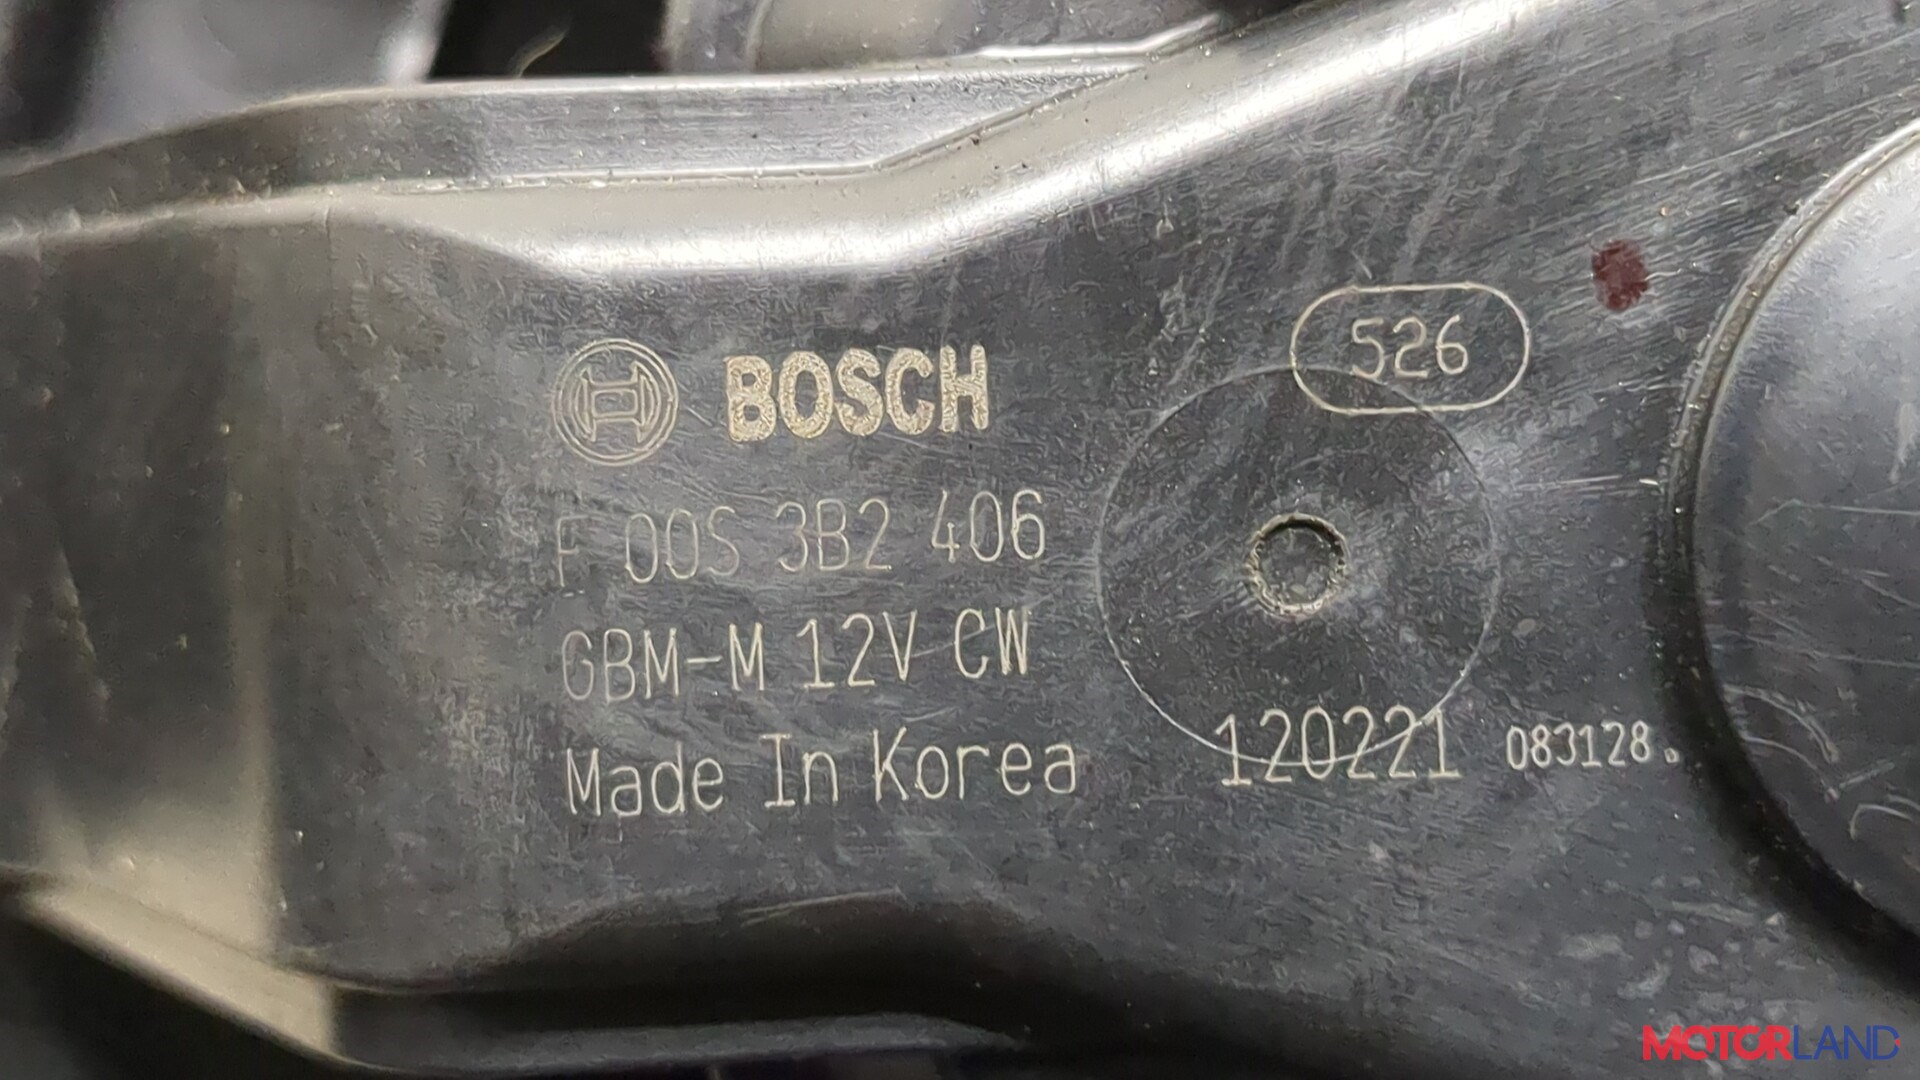 BOSCH
526
F 00S 3B2 406
GBM-M 12V CW
Made In Korea
120221 083128.
MOTORLAND